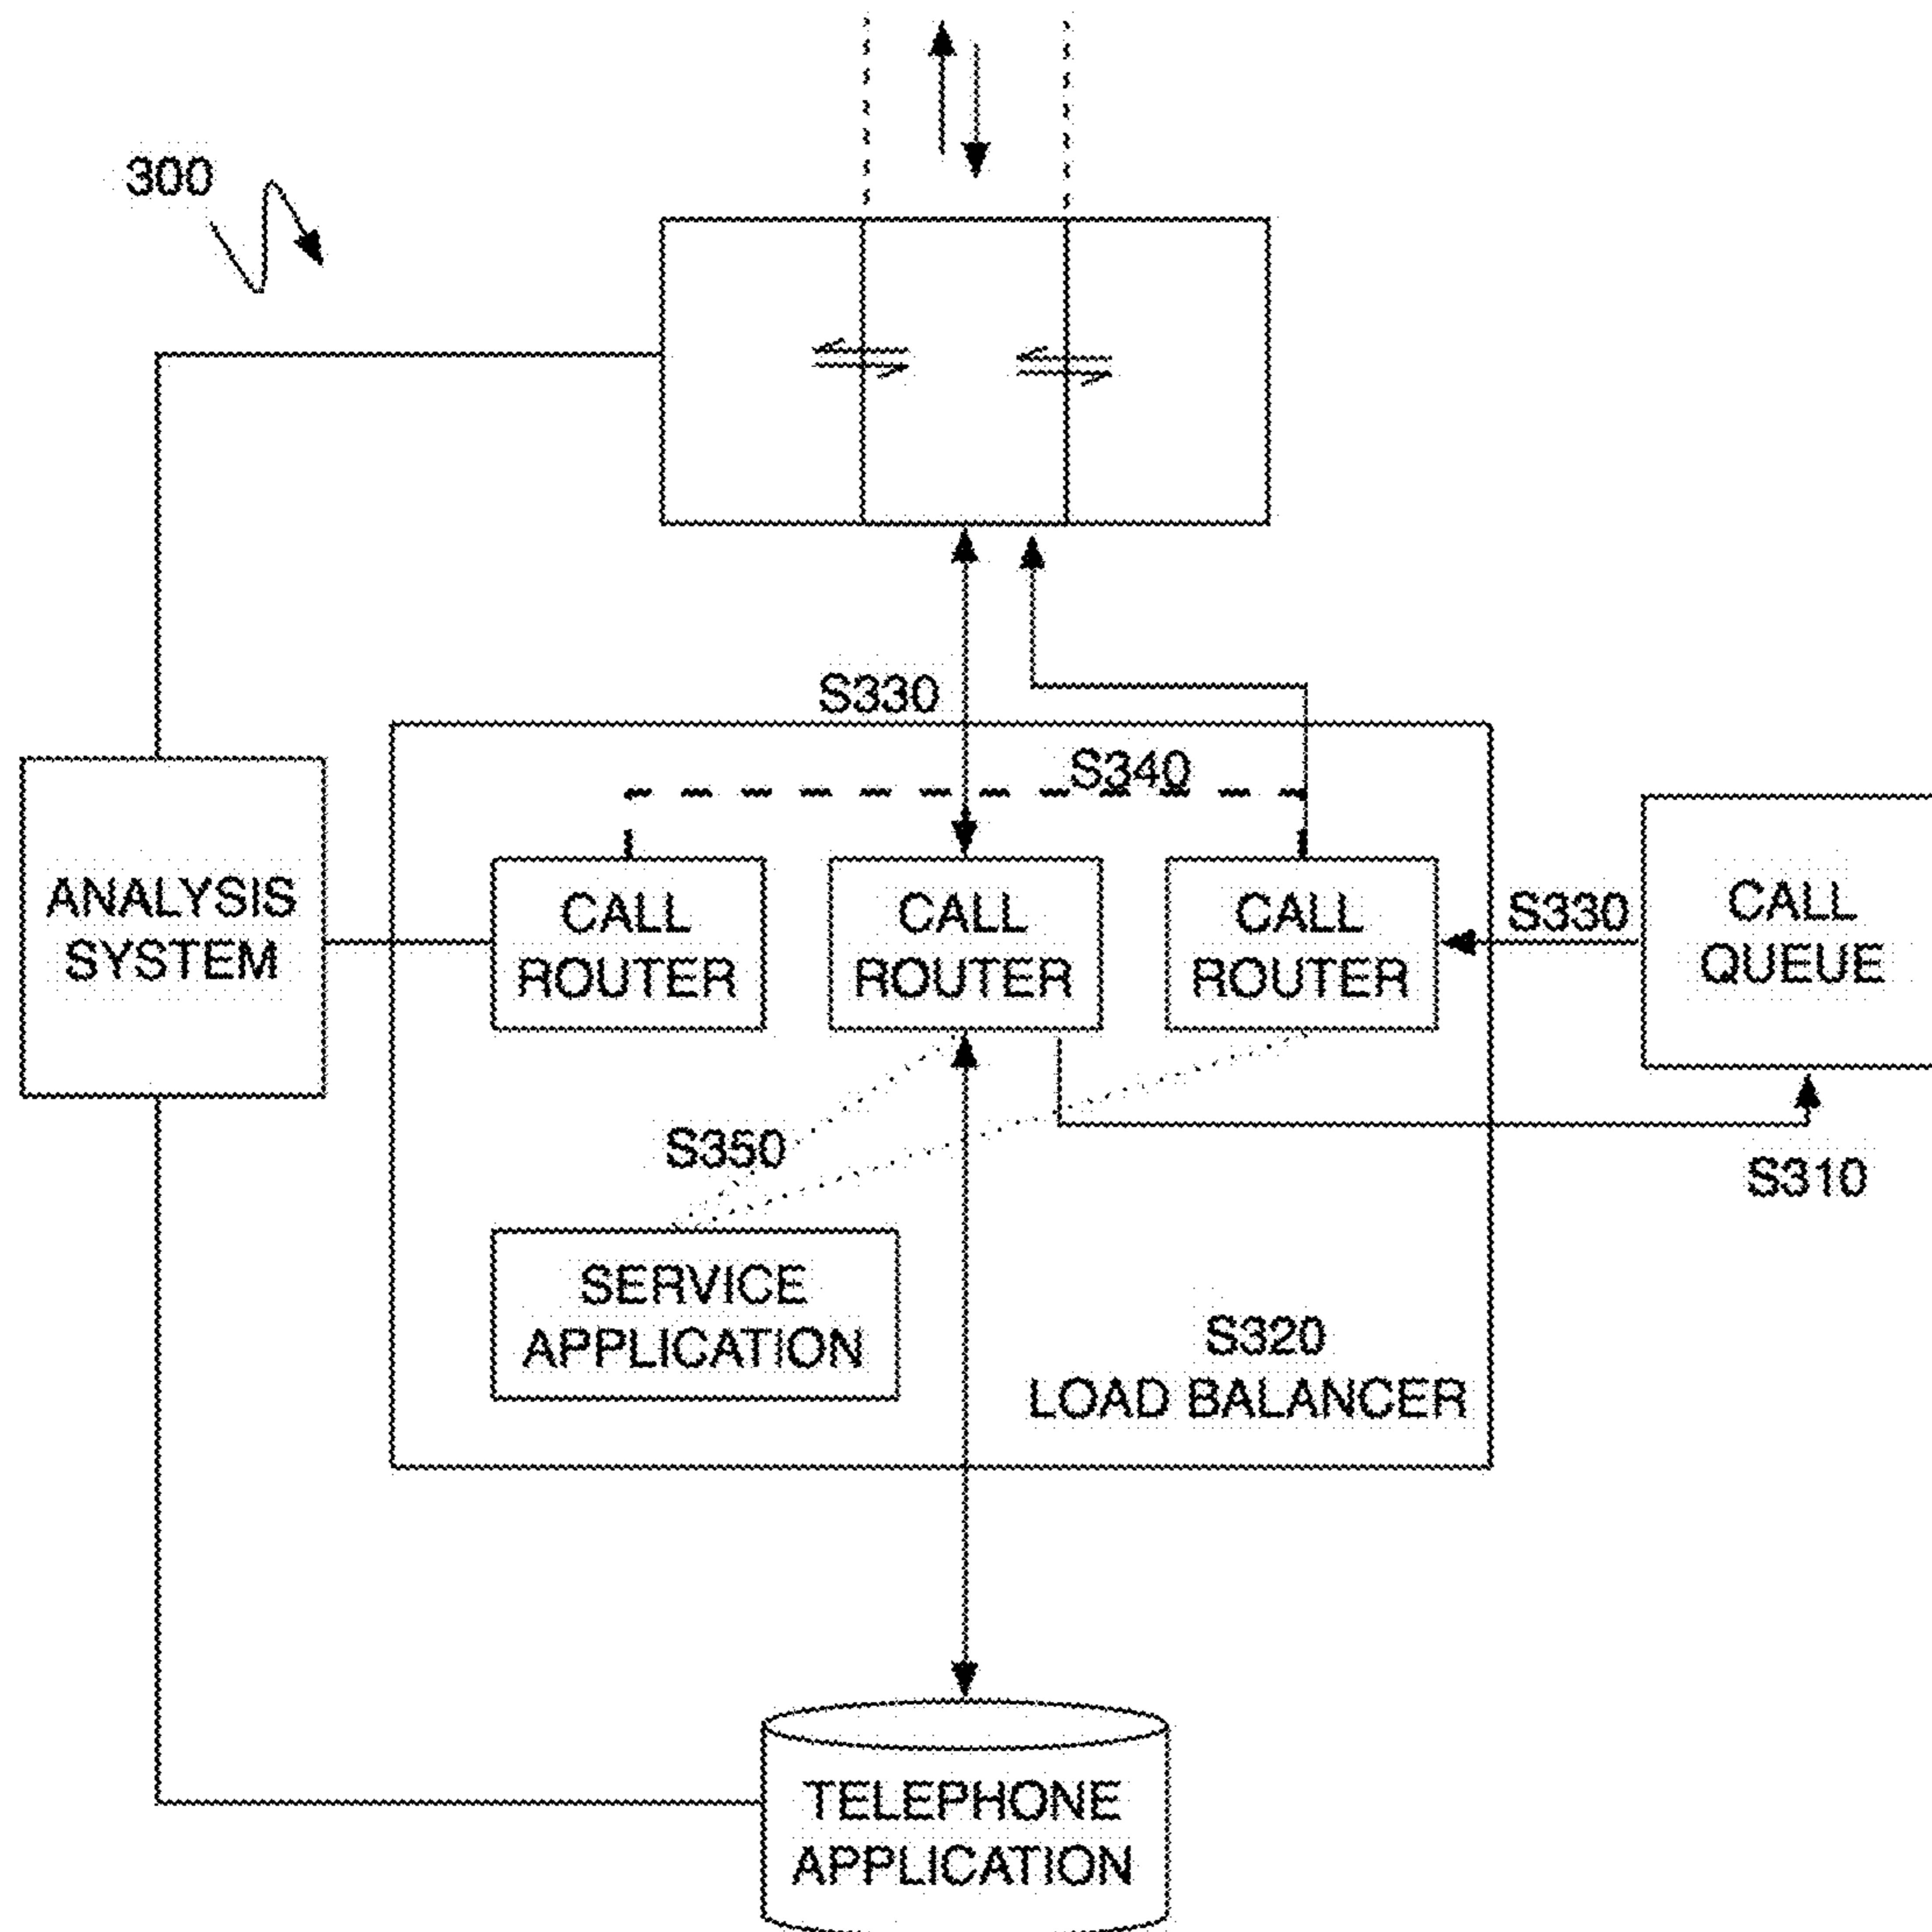 300
S330
S340
ANALYSIS
SYSTEM
CALL
ROUTER
CALL
ROUTER
CALL
ROUTER
S330
CALL
QUEUE
S350
S310
SERVICE
APPLICATION
S320
LOAD BALANCER
TELEPHONE
APPLICATION